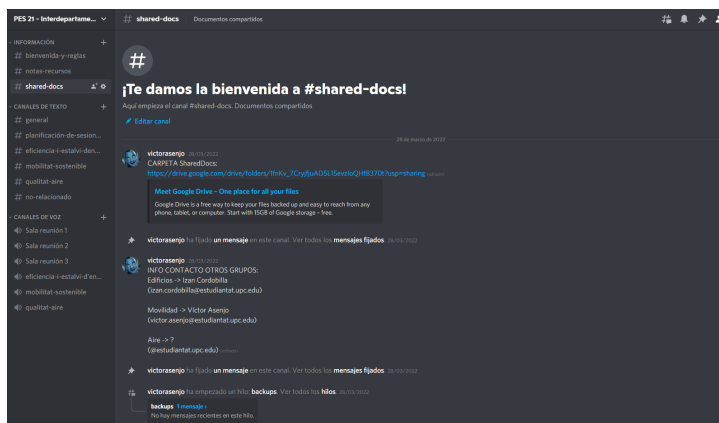 PES 21 - Interdepartame...
# shared-docs Documentos compartidos
INFORMACIÓN +
# bienvenida-y-reglas
# notas-recursos
# shared-docs
CANALES DE TEXTO +
# general
# planificación-de-sesion...
# eficiencia-i-estalvi-den...
# mobilitat-sostenible
# qualitat-aire
# no-relacionado
CANALES DE VOZ +
Sala reunión 1
Sala reunión 2
Sala reunión 3
eficiencia-i-estalvi-d'en...
mobilitat-sostenible
qualitat-aire
#
¡Te damos la bienvenida a #shared-docs!
Aquí empieza el canal #shared-docs. Documentos compartidos
Editar canal
28 de marzo de 2022
victorasenjo 28/03/2022
CARPETA SharedDocs:
Meet Google Drive – One place for all your files
Google Drive is a free way to keep your files backed up and easy to reach from any
phone, tablet, or computer. Start with 15GB of Google storage – free.
victorasenjo ha fijado un mensaje en este canal. Ver todos los mensajes fijados. 28/03/2022
victorasenjo 28/03/2022
INFO CONTACTO OTROS GRUPOS:
Edificios -> Izan Cordobilla
(izan.cordobilla@estudiantat.upc.edu)
Movilidad -> Víctor Asenjo
(victor.asenjo@estudiantat.upc.edu)
Aire -> ?
(@estudiantat.upc.edu) (editado)
victorasenjo ha fijado un mensaje en este canal. Ver todos los mensajes fijados. 28/03/2022
victorasenjo ha empezado un hilo: backups. Ver todos los hilos. 28/03/2022
backups 1 mensaje ›
No hay mensajes recientes en este hilo.